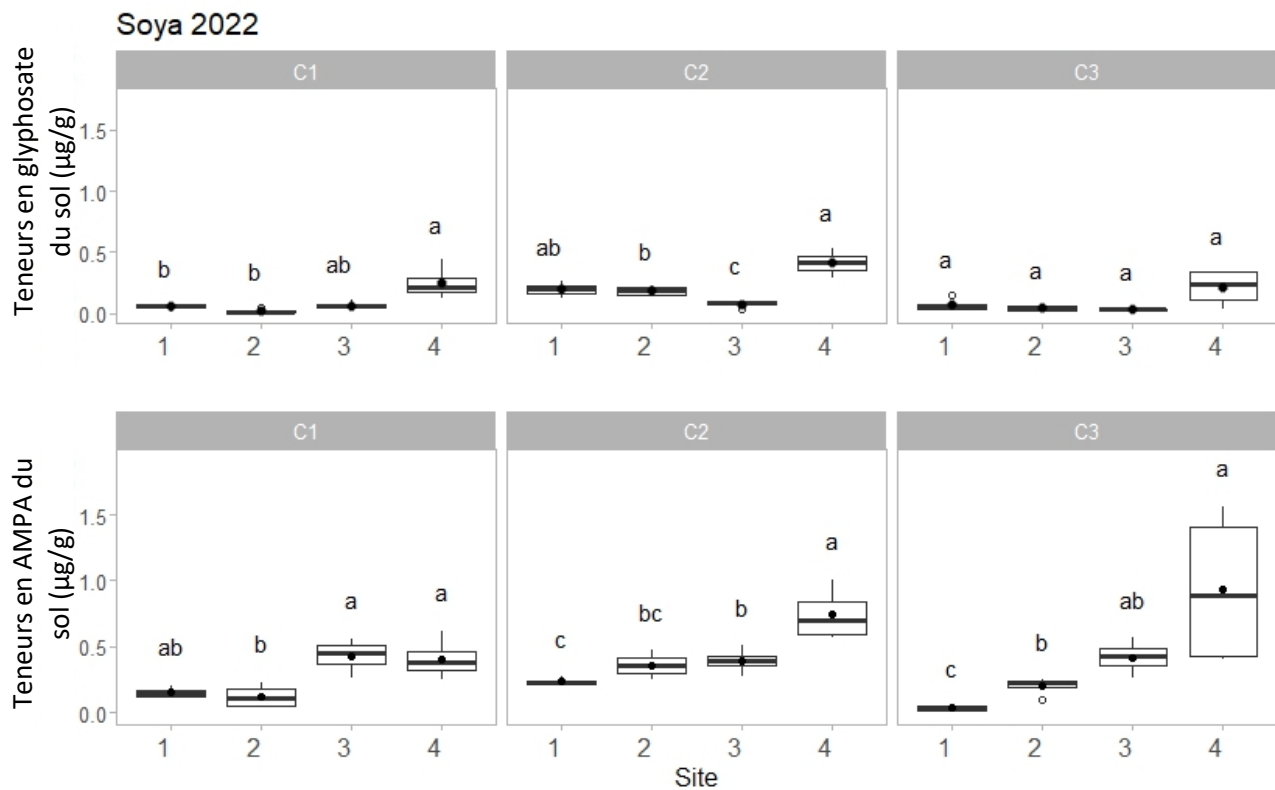 Soya 2022
Teneurs en glyphosate
du sol (µg/g)
C1 C2 C3
1.5
1.0
0.5
0.0
b b ab a
ab b c a
a a a a
1 2 3 4 1 2 3 4 1 2 3 4
Teneurs en AMPA du
sol (µg/g)
C1 C2 C3
1.5
1.0
0.5
0.0
ab b a a
c bc b a
c b ab a
1 2 3 4 1 2 3 4 1 2 3 4
Site